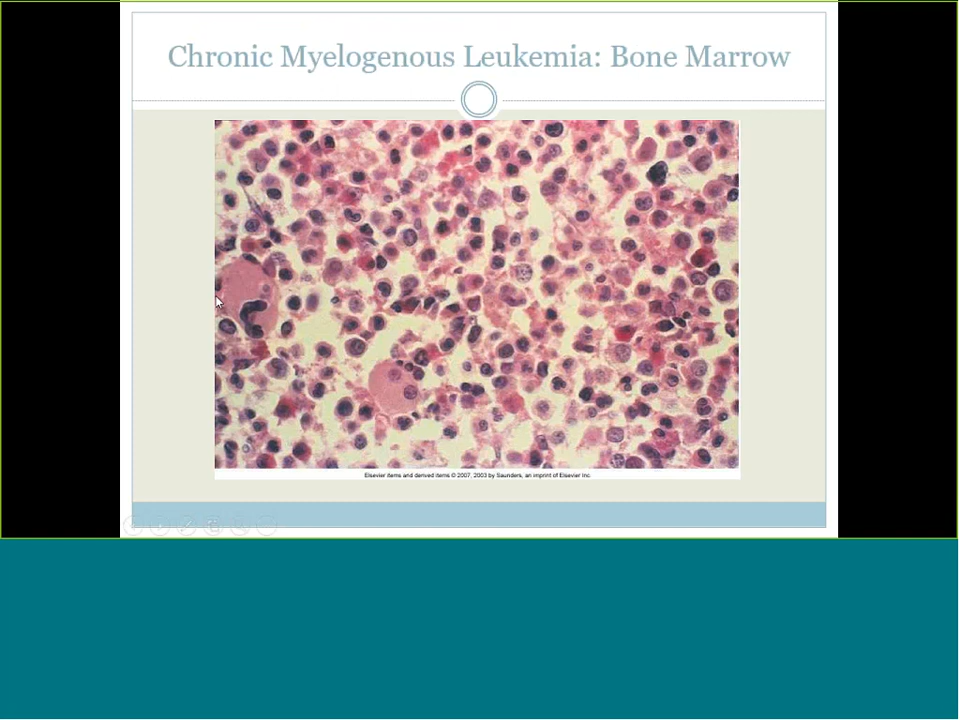 Chronic Myelogenous Leukemia: Bone Marrow
Elsevier items and derived items © 2007, 2003 by Saunders, an imprint of Elsevier Inc.